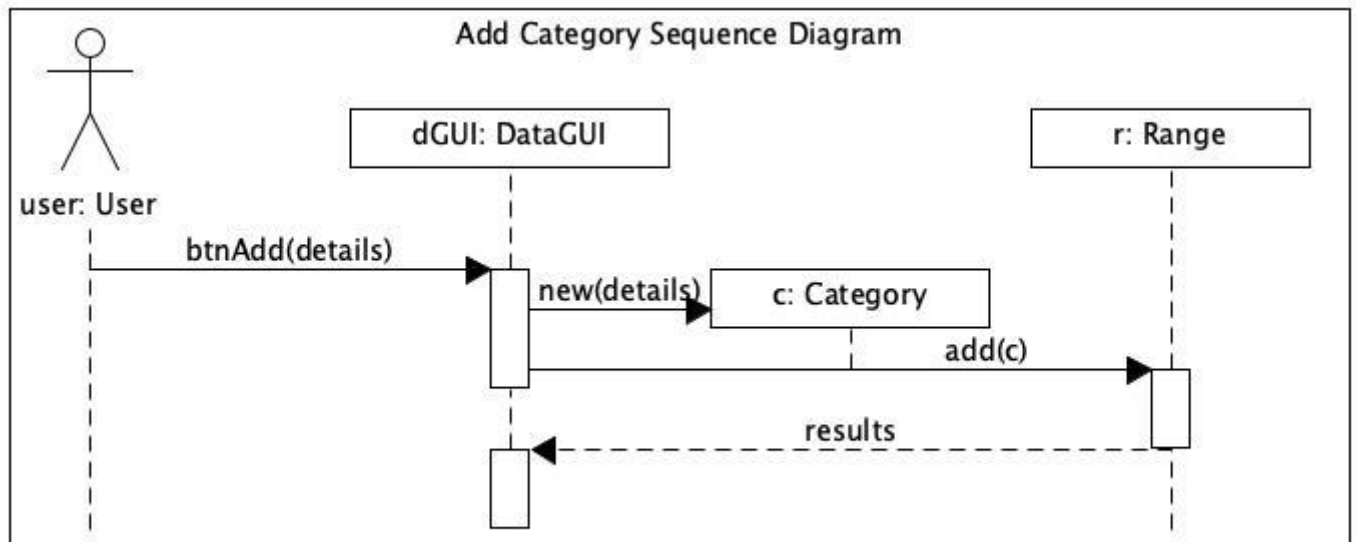 Add Category Sequence Diagram
dGUI: DataGUI
r: Range
user: User
btnAdd(details)
new(details)
c: Category
add(c)
results